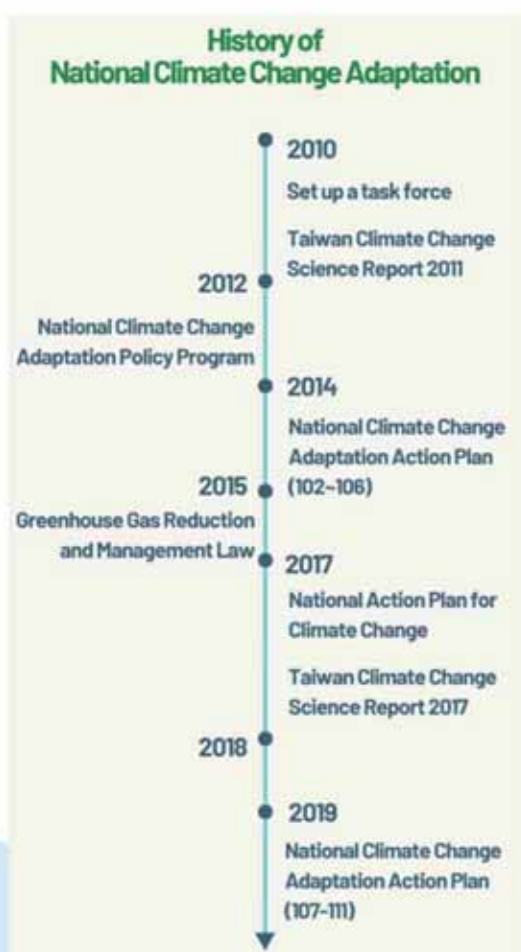 History of
National Climate Change Adaptation
2010
Set up a task force
Taiwan Climate Change
Science Report 2011
2012
National Climate Change
Adaptation Policy Program
2014
National Climate Change
Adaptation Action Plan
(102~106)
2015
Greenhouse Gas Reduction
and Management Law
2017
National Action Plan for
Climate Change
Taiwan Climate Change
Science Report 2017
2018
2019
National Climate Change
Adaptation Action Plan
(107-111)